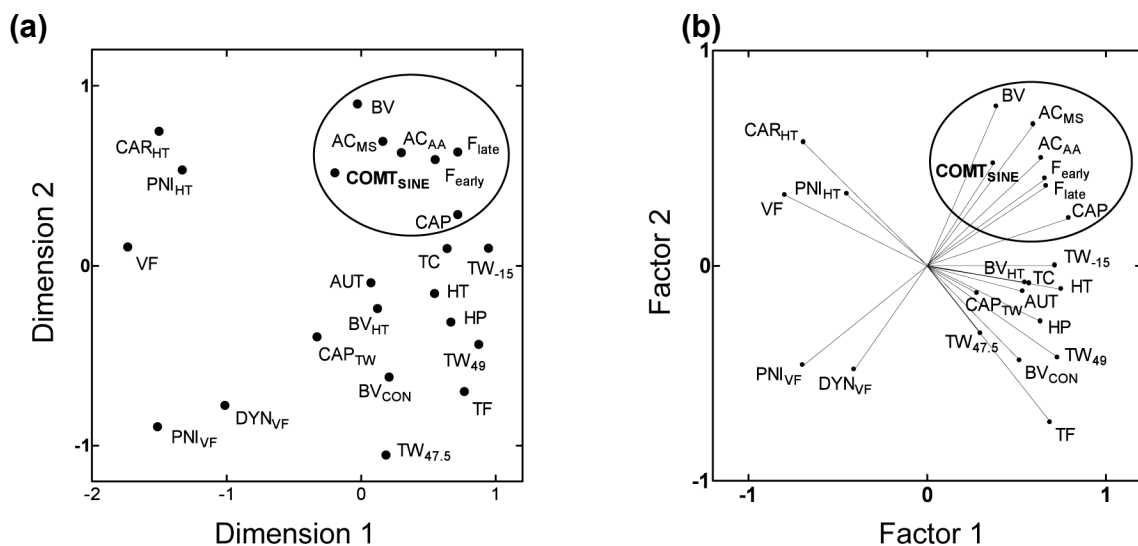 (a)
1
0
-1
-2
-1
0
1
Dimension 2
Dimension 1
BV
CAR_HT
AC_MS
AC_AA
F_late
PNI_HT
COMT_SINE
F_early
CAP
VF
TC
TW_-15
AUT
HT
BV_HT
HP
CAP_TW
TW_49
BV_CON
TF
DYN_VF
PNI_VF
TW_47.5
(b)
1
0
-1
-1
0
1
Factor 2
Factor 1
BV
AC_MS
CAR_HT
AC_AA
COMT_SINE
F_early
PNI_HT
F_late
VF
CAP
TW_-15
BV_HT
TC
HT
CAP_TW
AUT
HP
TW_47.5
TW_49
PNI_VF
DYN_VF
BV_CON
TF